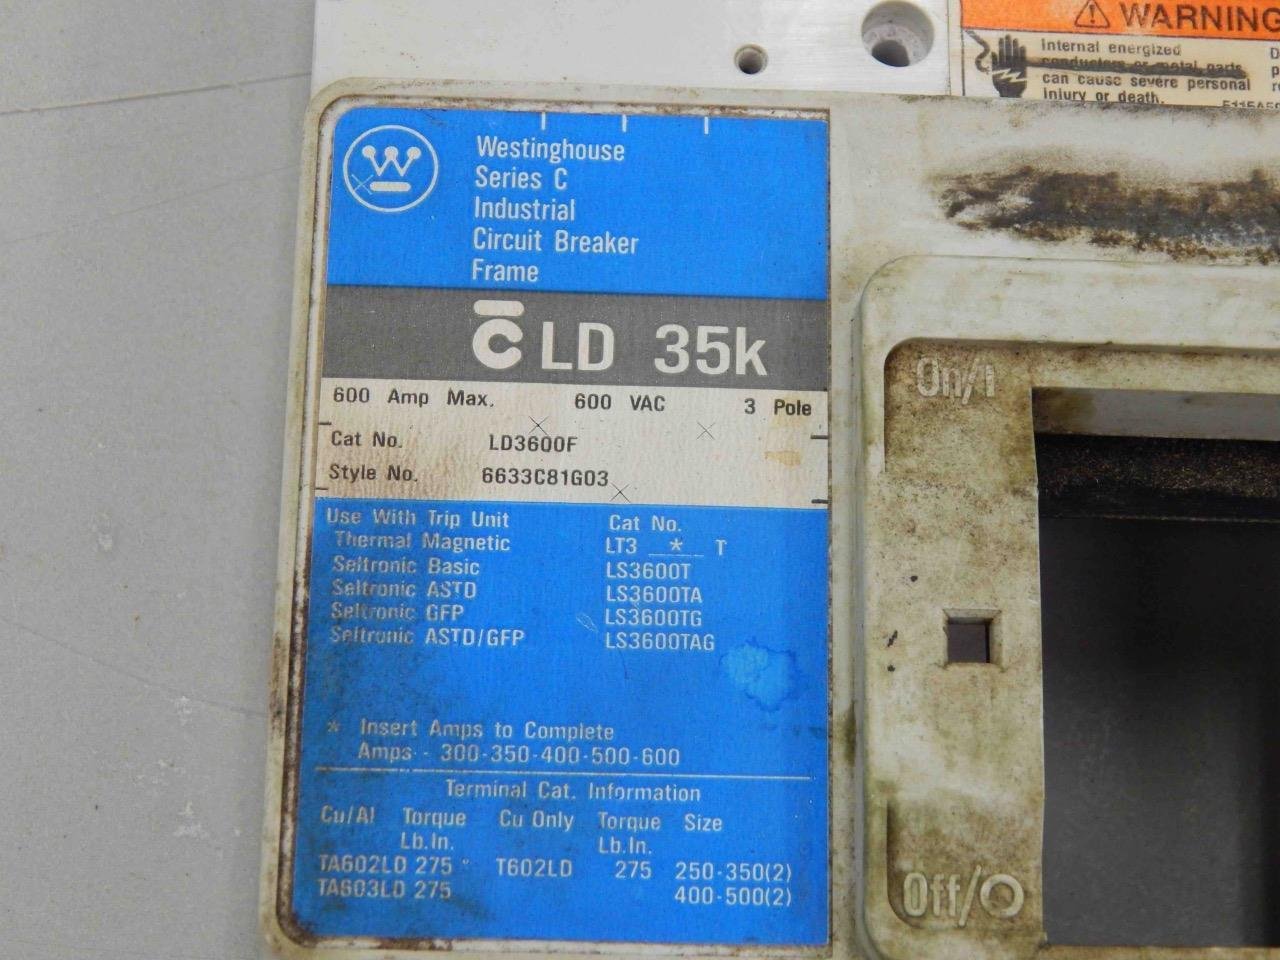 WARNING
Internal energized
conductors or metal parts
can cause severe personal
injury or death.
W
Westinghouse
Series C
Industrial
Circuit Breaker
Frame
C LD 35k
600 Amp Max. 600 VAC 3 Pole
Cat No. LD3600F
Style No. 6633C81G03
Use With Trip Unit Cat No.
Thermal Magnetic LT3 __*__ T
Seltronic Basic LS3600T
Seltronic ASTD LS3600TA
Seltronic GFP LS3600TG
Seltronic ASTD/GFP LS3600TAG
* Insert Amps to Complete
Amps - 300-350-400-500-600
Terminal Cat. Information
Cu/Al Torque Cu Only Torque Size
Lb.In. Lb.In.
TA602LD 275 T602LD 275 250-350(2)
TA603LD 275 400-500(2)
On/I
Off/O